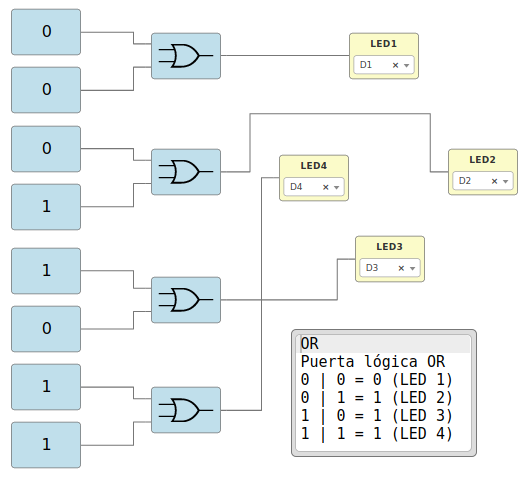 0
0
LED1
D1
0
1
LED4
D4
LED2
D2
1
0
LED3
D3
1
1
OR
Puerta lógica OR
0 | 0 = 0 (LED 1)
0 | 1 = 1 (LED 2)
1 | 0 = 1 (LED 3)
1 | 1 = 1 (LED 4)